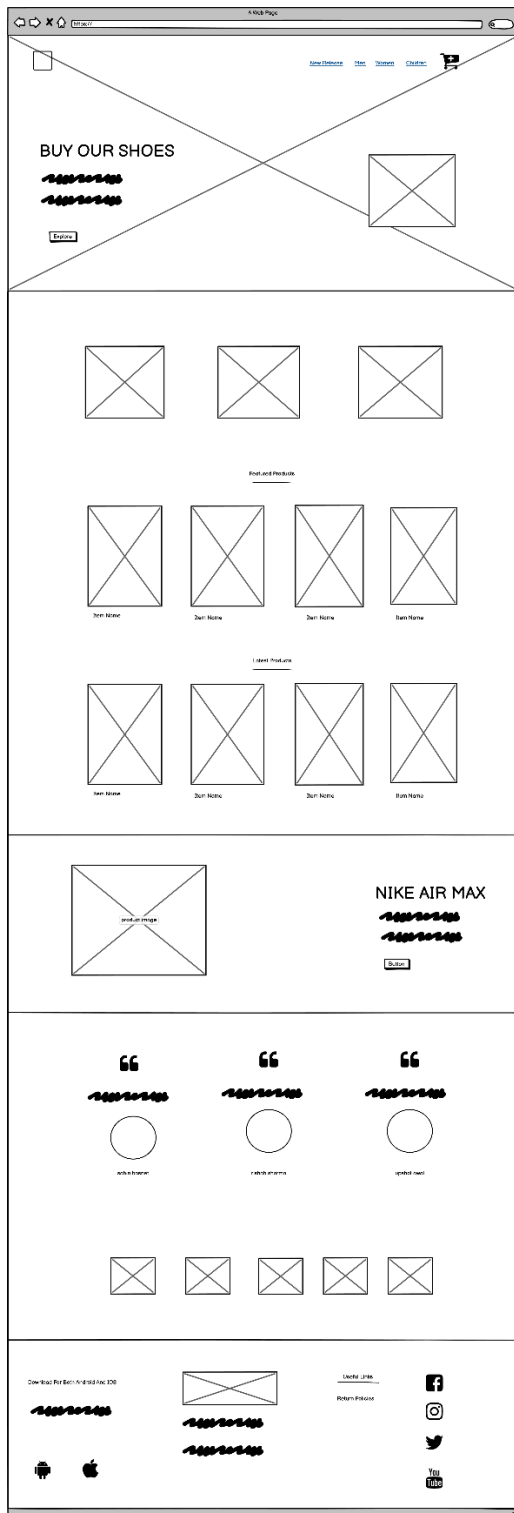 A Web Page
https://
New Release Men Women Children
BUY OUR SHOES
Explore
Featured Products
Item Name Item Name Item Name Item Name
Latest Products
Item Name Item Name Item Name Item Name
product image
NIKE AIR MAX
Button
Download For Both Android And IOS
Useful Links
Return Policies
You
Tube